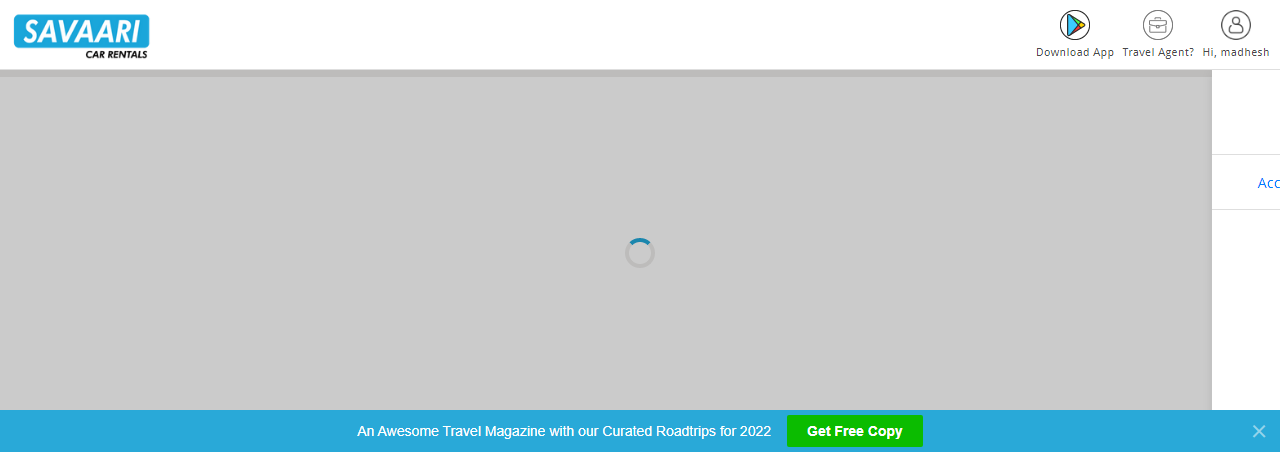 SAVAARI
CAR RENTALS
Download App
Travel Agent?
Hi, madhesh
Acc
An Awesome Travel Magazine with our Curated Roadtrips for 2022
Get Free Copy